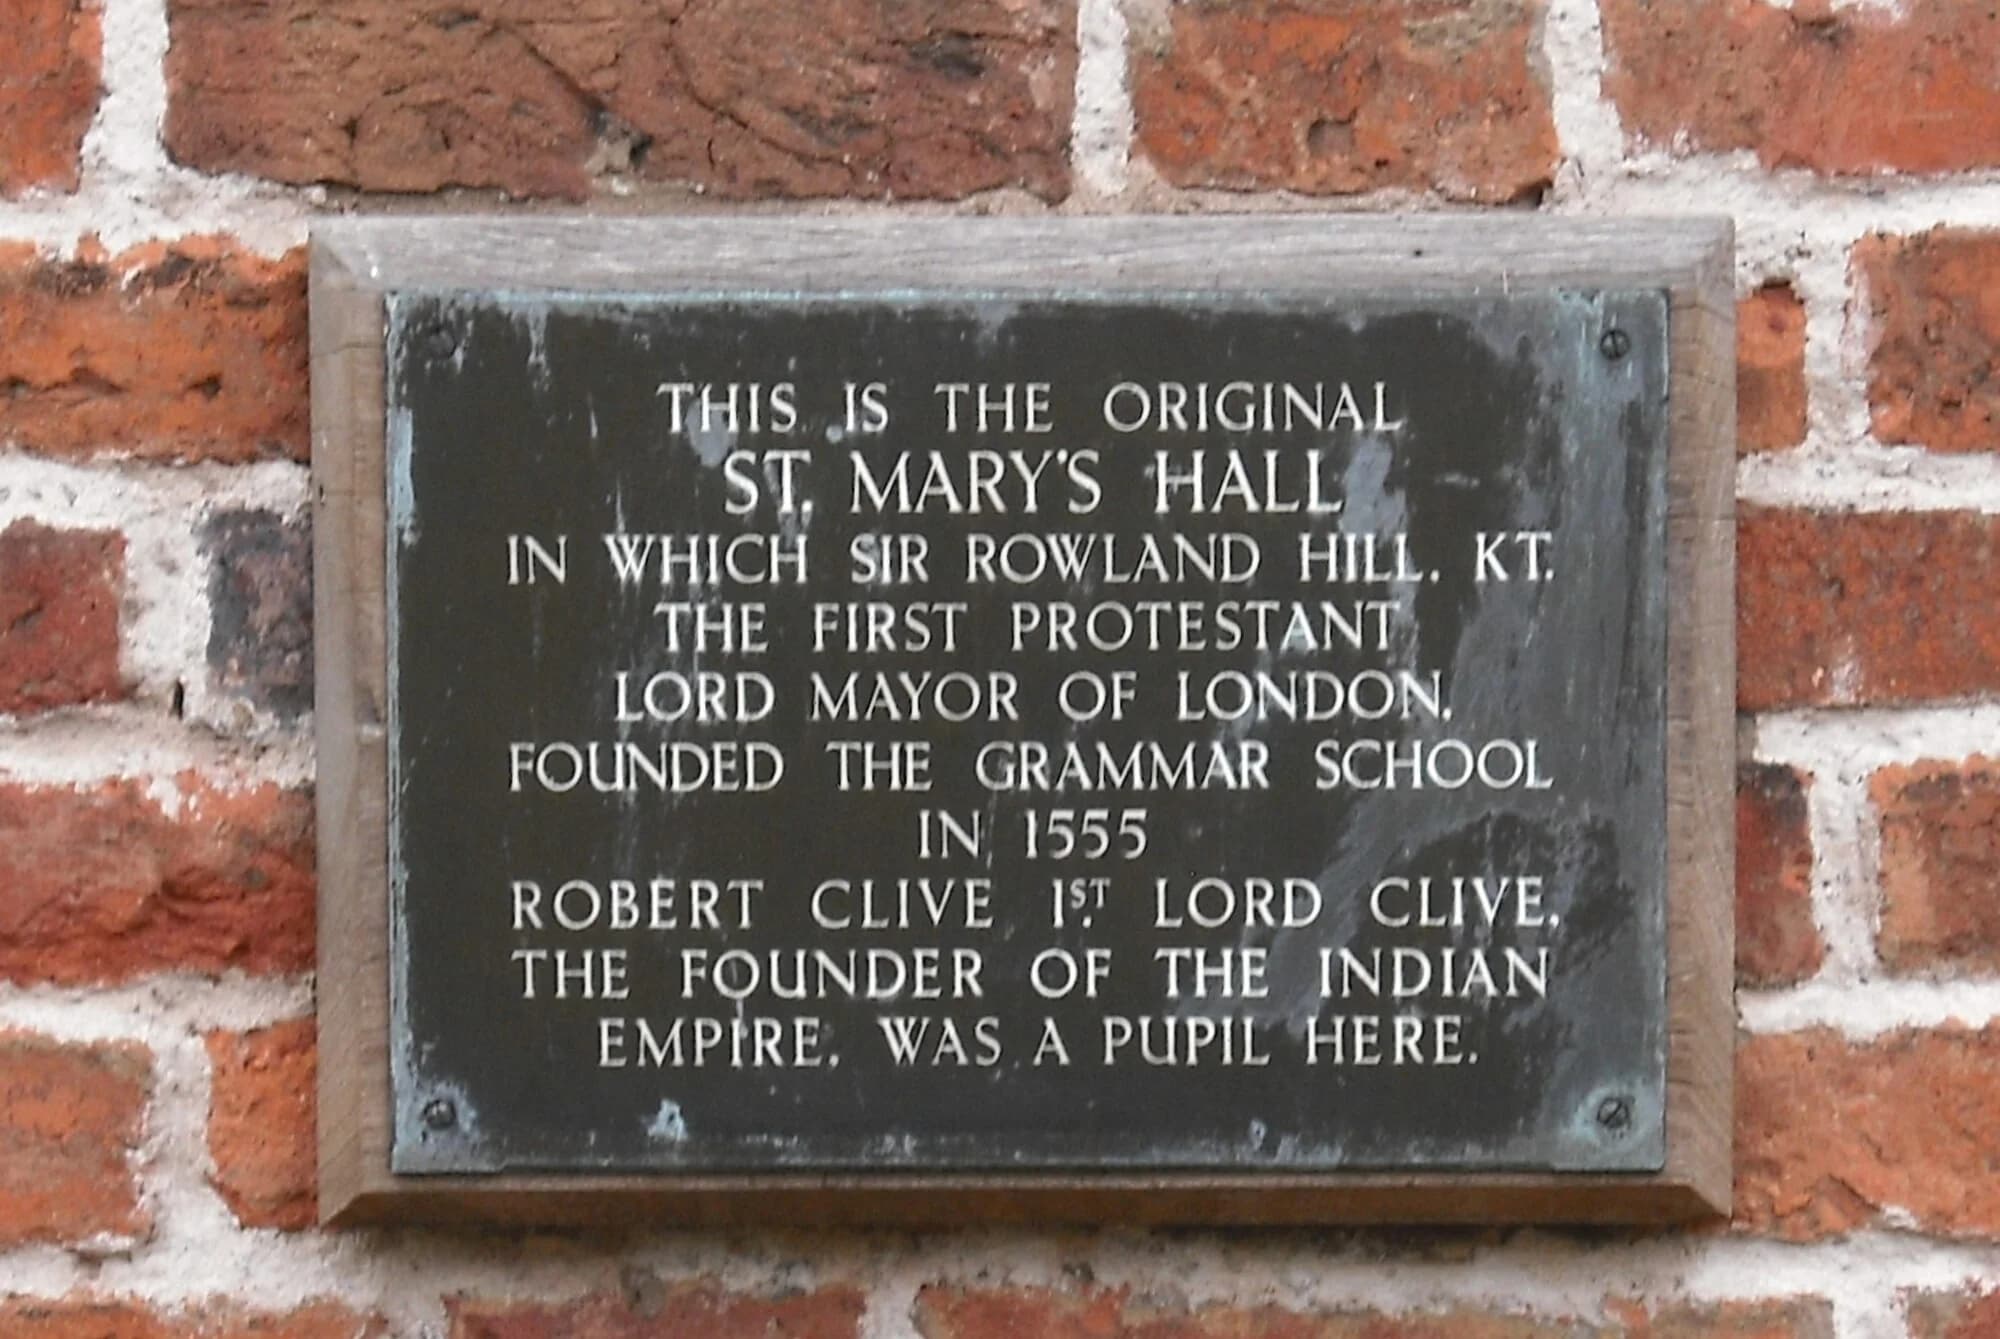 THIS IS THE ORIGINAL
ST. MARY'S HALL
IN WHICH SIR ROWLAND HILL. KT.
THE FIRST PROTESTANT
LORD MAYOR OF LONDON.
FOUNDED THE GRAMMAR SCHOOL
IN 1555
ROBERT CLIVE 1ST. LORD CLIVE.
THE FOUNDER OF THE INDIAN
EMPIRE. WAS A PUPIL HERE.